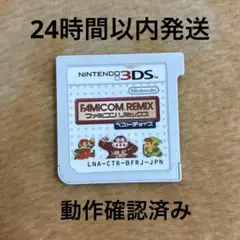 24時間以内発送
NINTENDO 3DS
FAMICOM REMIX
ファミコンリミックス
ベストチョイス
LNA-CTR-BFRJ-JPN
動作確認済み